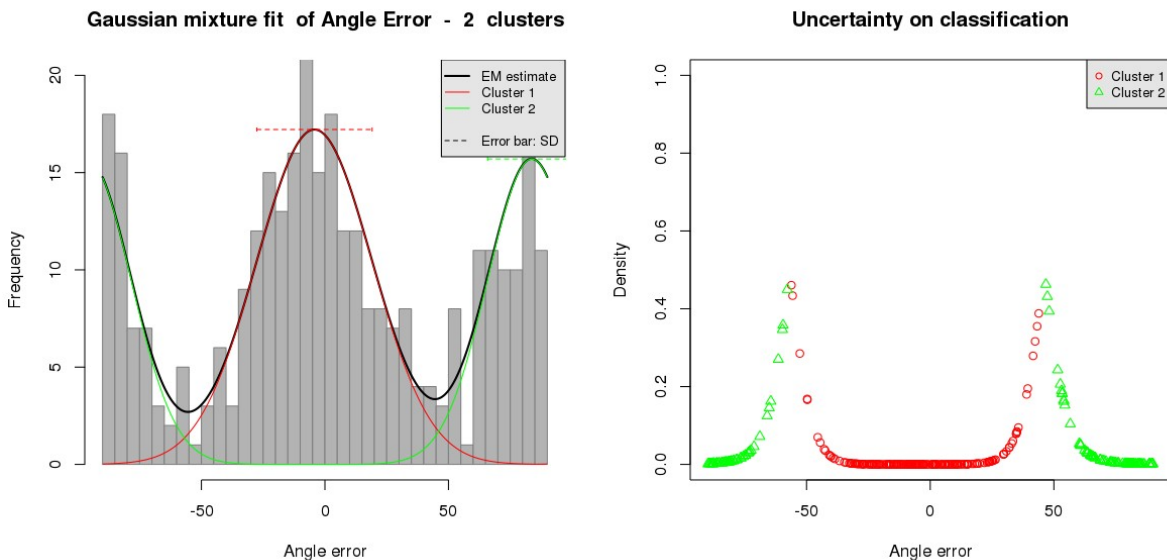 Gaussian mixture fit of Angle Error - 2 clusters
20
15
10
5
0
Frequency
-50 0 50
Angle error
EM estimate
Cluster 1
Cluster 2
Error bar: SD
Uncertainty on classification
1.0
0.8
0.6
0.4
0.2
0.0
Density
-50 0 50
Angle error
Cluster 1
Cluster 2